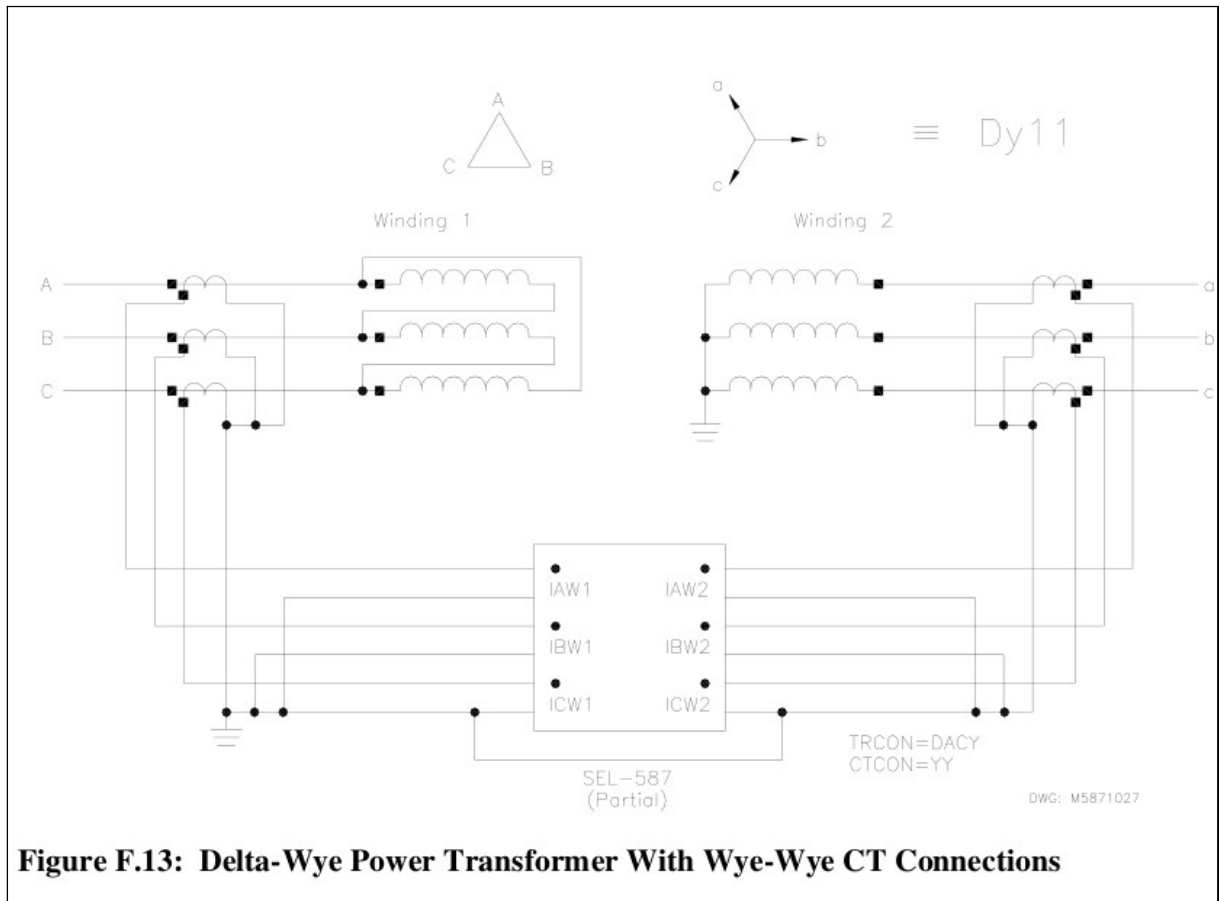 A
C B
a
b
c
≡ Dy11
Winding 1
Winding 2
A
B
C
a
b
c
IAW1 IAW2
IBW1 IBW2
ICW1 ICW2
TRCON=DACY
CTCON=YY
SEL-587
(Partial)
DWG: M5871027
Figure F.13: Delta-Wye Power Transformer With Wye-Wye CT Connections